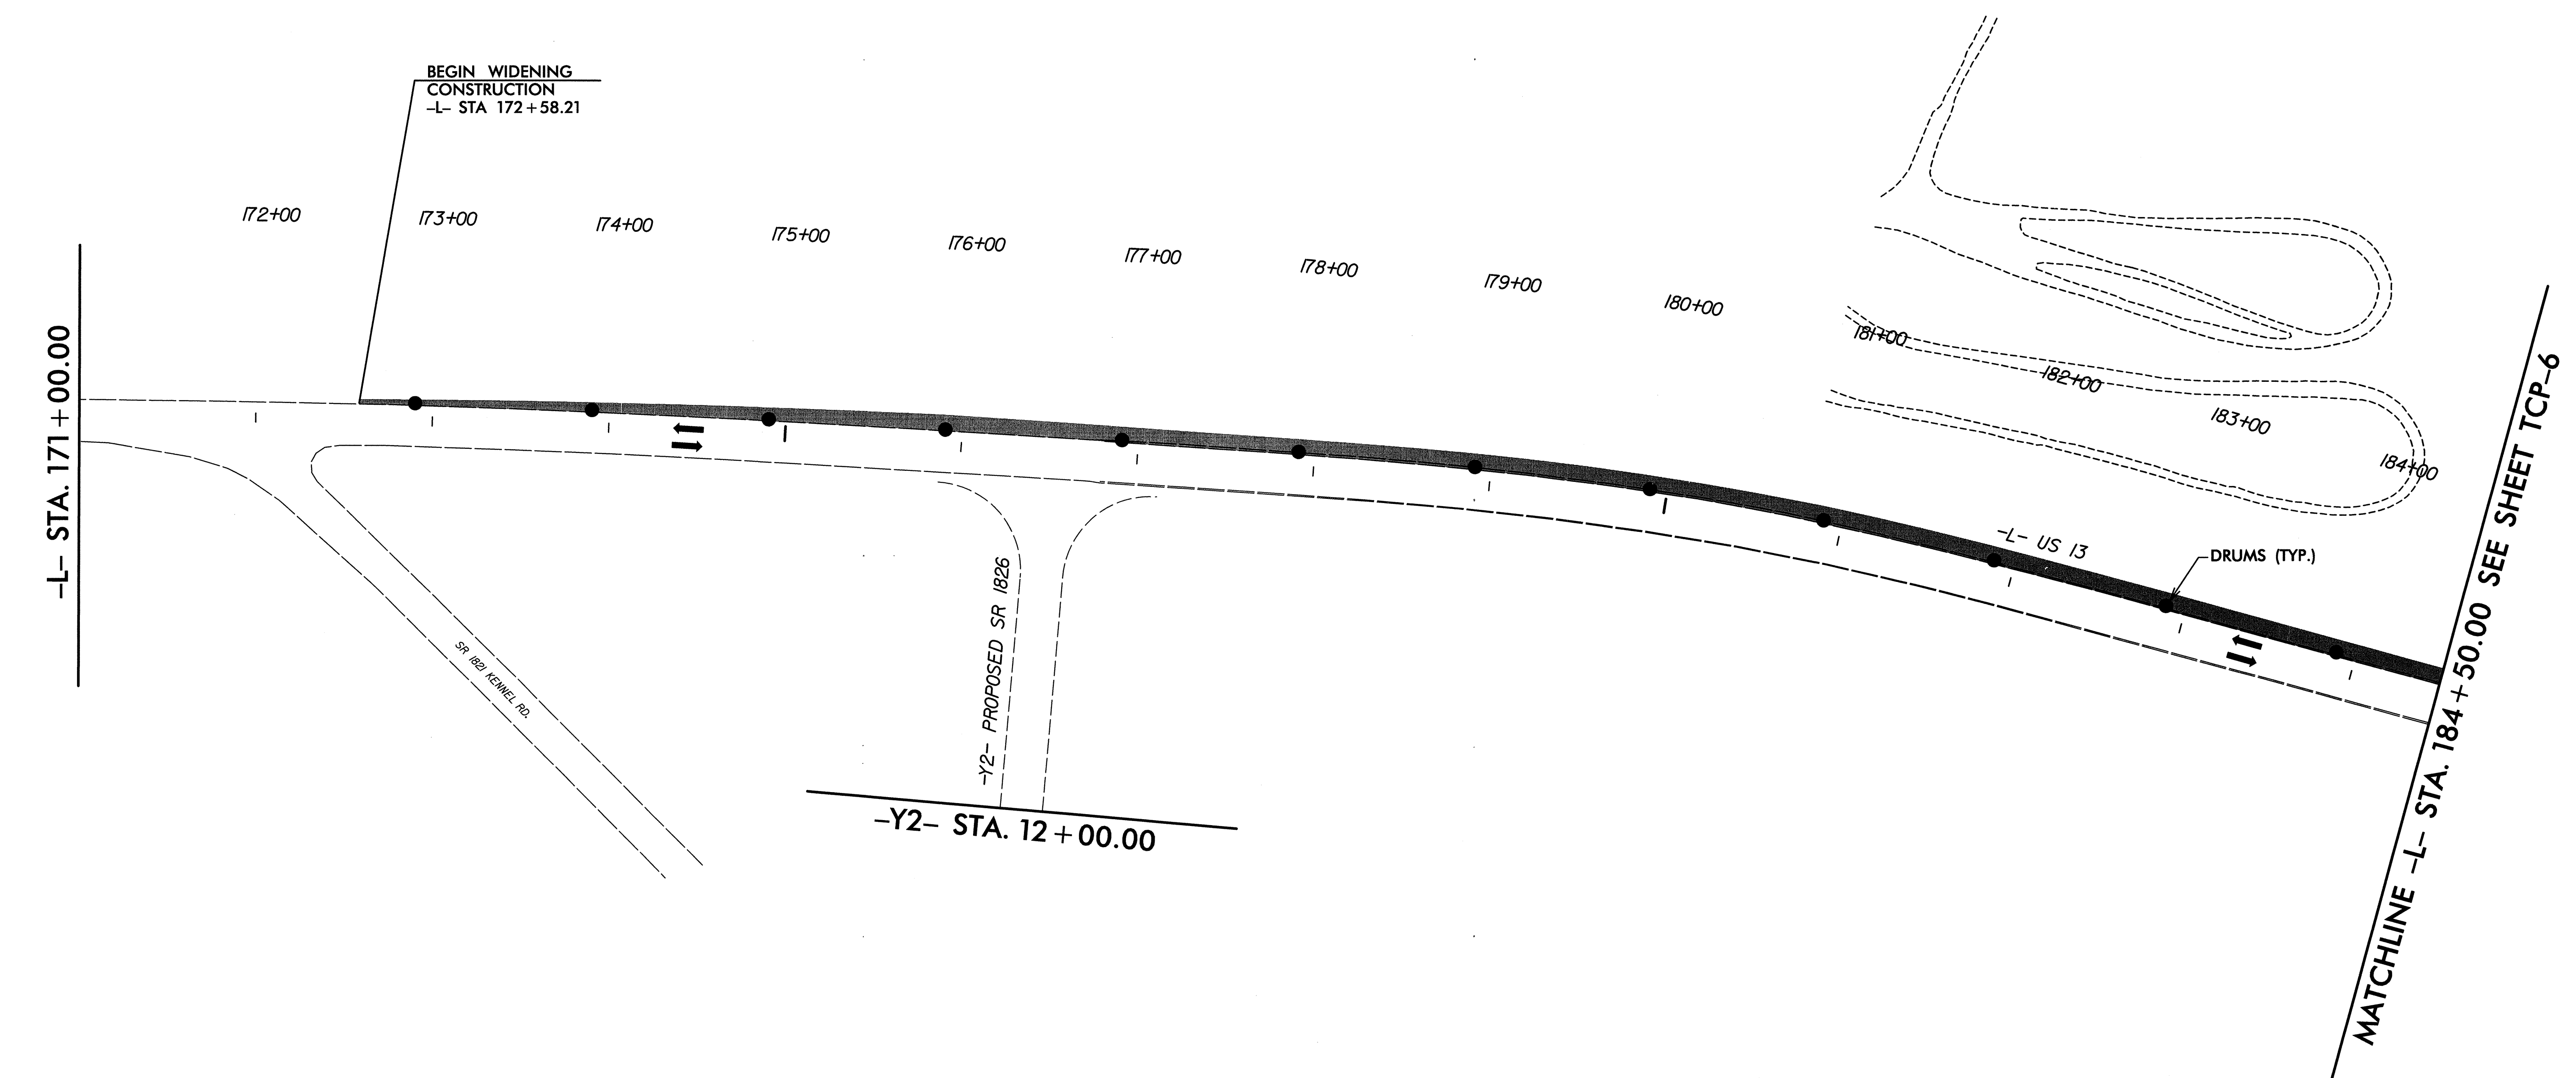 BEGIN WIDENING
CONSTRUCTION
–L– STA 172+58.21
172+00
173+00
174+00
175+00
176+00
177+00
178+00
179+00
180+00
181+00
182+00
183+00
184+00
–L– STA. 171+00.00
–L– US 13
DRUMS (TYP.)
SR 1821 KENNEL RD.
–Y2– PROPOSED SR 1826
–Y2– STA. 12+00.00
MATCHLINE –L– STA. 184+50.00 SEE SHEET TCP–6